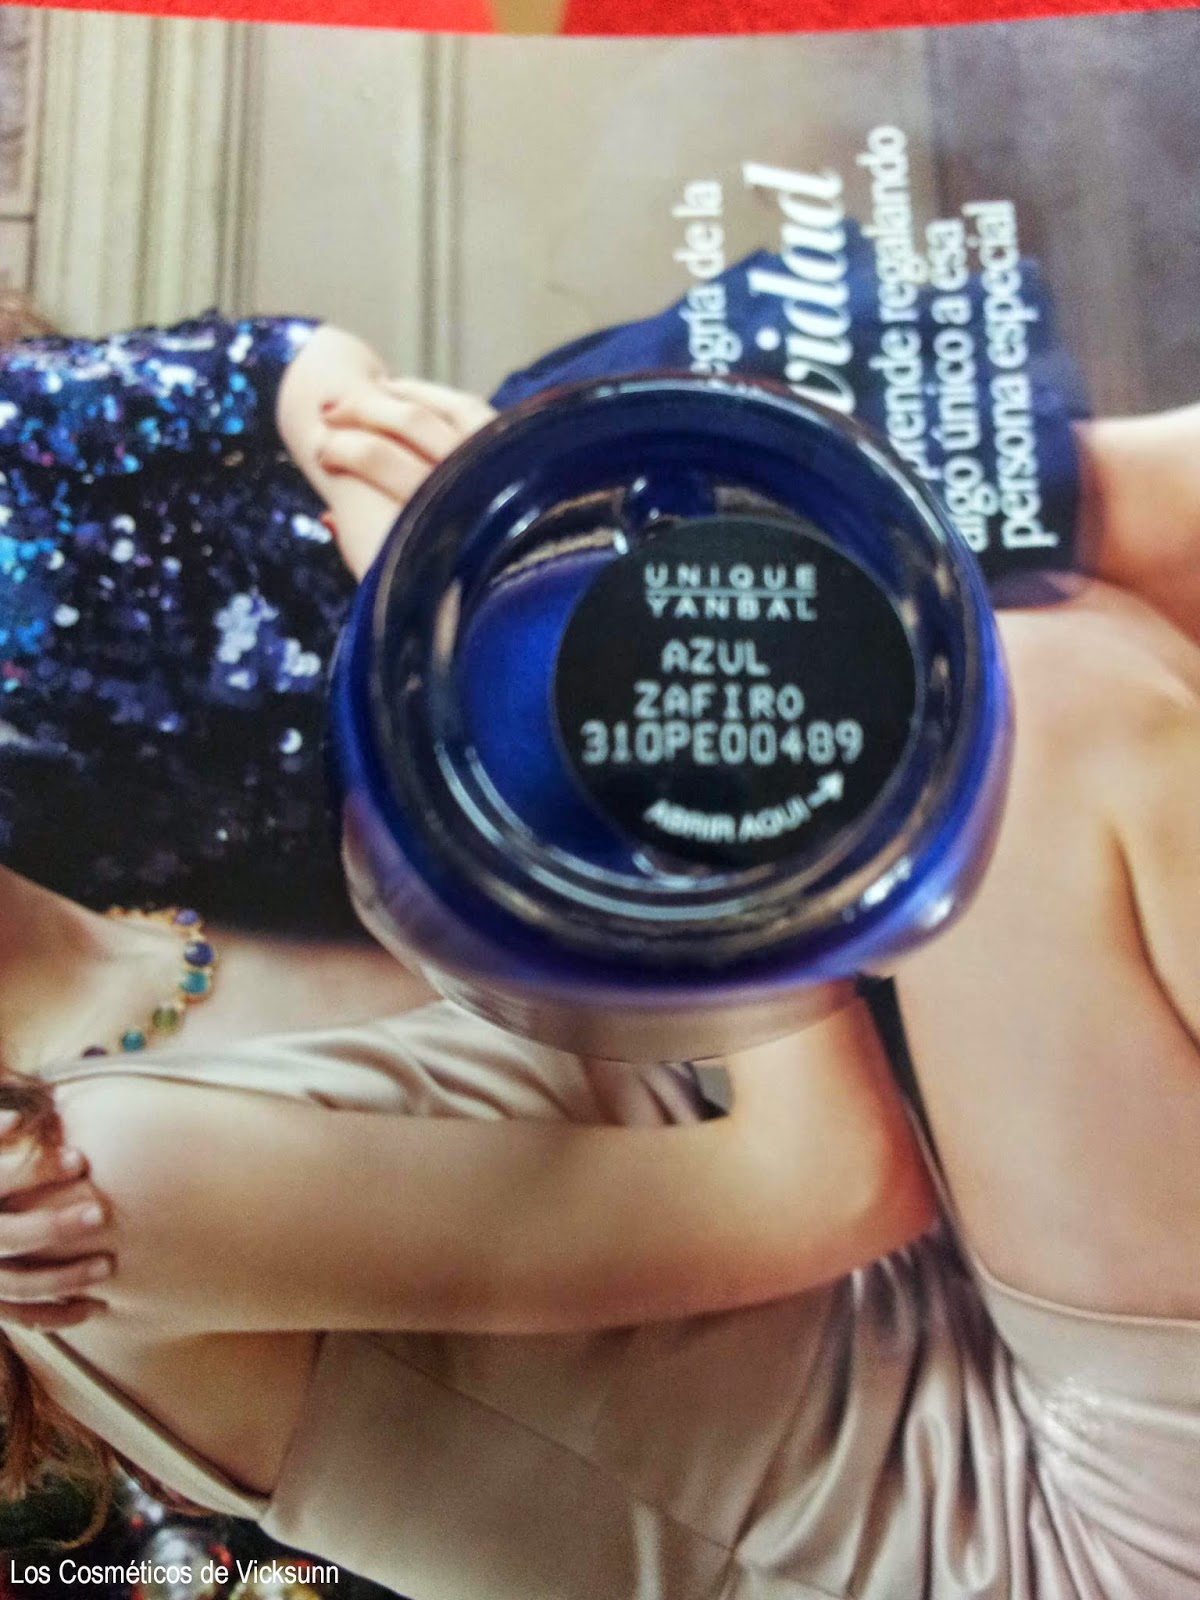 egría de la
vidad
prende regalando
algo único a esa
persona especial
UNIQUE
YANBAL
AZUL
ZAFIRO
310PE00489
ABRIR AQUI →
Los Cosméticos de Vicksunn